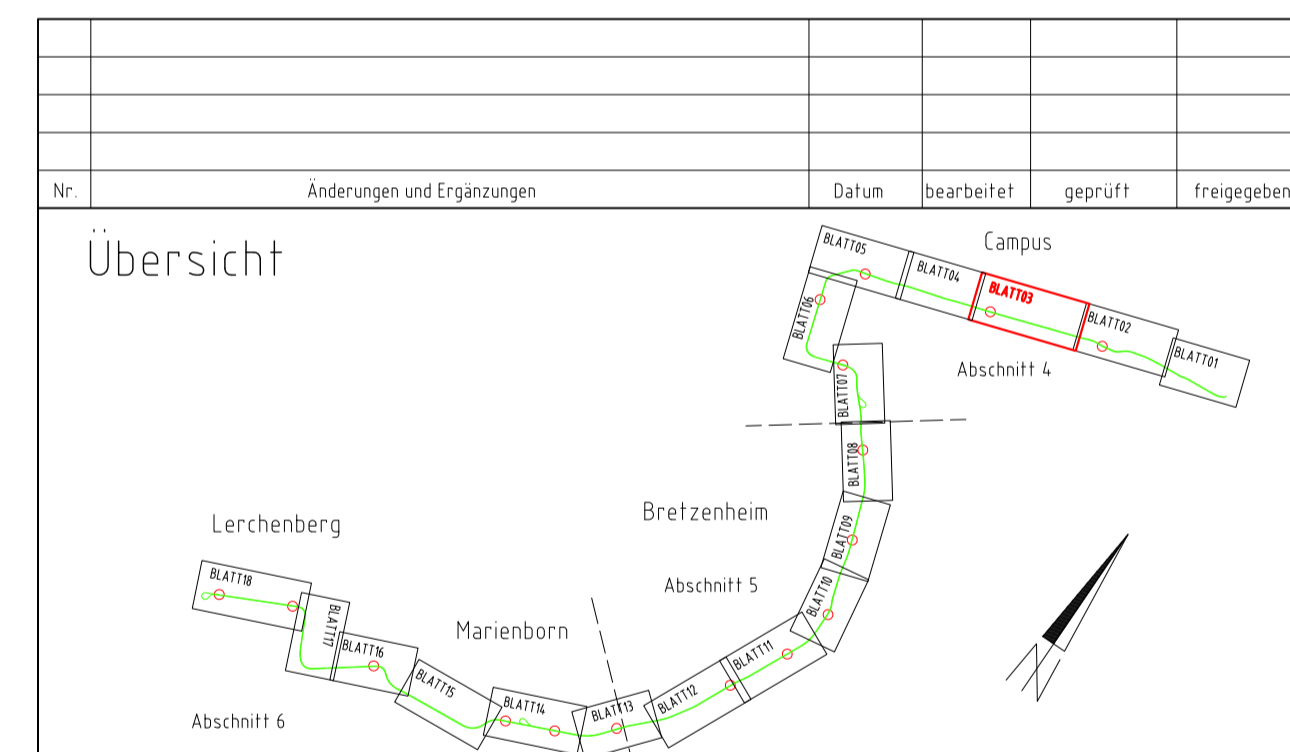 Nr.
Änderungen und Ergänzungen
Datum
bearbeitet
geprüft
freigegeben
Übersicht
Campus
BLATT05
BLATT04
BLATT03
BLATT02
BLATT01
BLATT06
Abschnitt 4
BLATT07
BLATT08
Bretzenheim
BLATT09
Lerchenberg
Abschnitt 5
BLATT10
BLATT18
BLATT17
Marienborn
BLATT16
BLATT11
BLATT15
BLATT12
BLATT14
BLATT13
Abschnitt 6
N